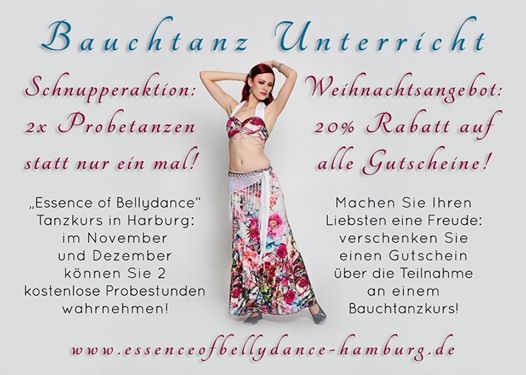 Bauchtanz Unterricht
Schnupperaktion:
2x Probetanzen
statt nur ein mal!
„Essence of Bellydance“
Tanzkurs in Harburg:
im November
und Dezember
können Sie 2
kostenlose Probestunden
wahrnehmen!
Weihnachtsangebot:
20% Rabatt auf
alle Gutscheine!
Machen Sie Ihren
Liebsten eine Freude:
verschenken Sie
einen Gutschein
über die Teilnahme
an einem
Bauchtanzkurs!
www.essenceofbellydance-hamburg.de